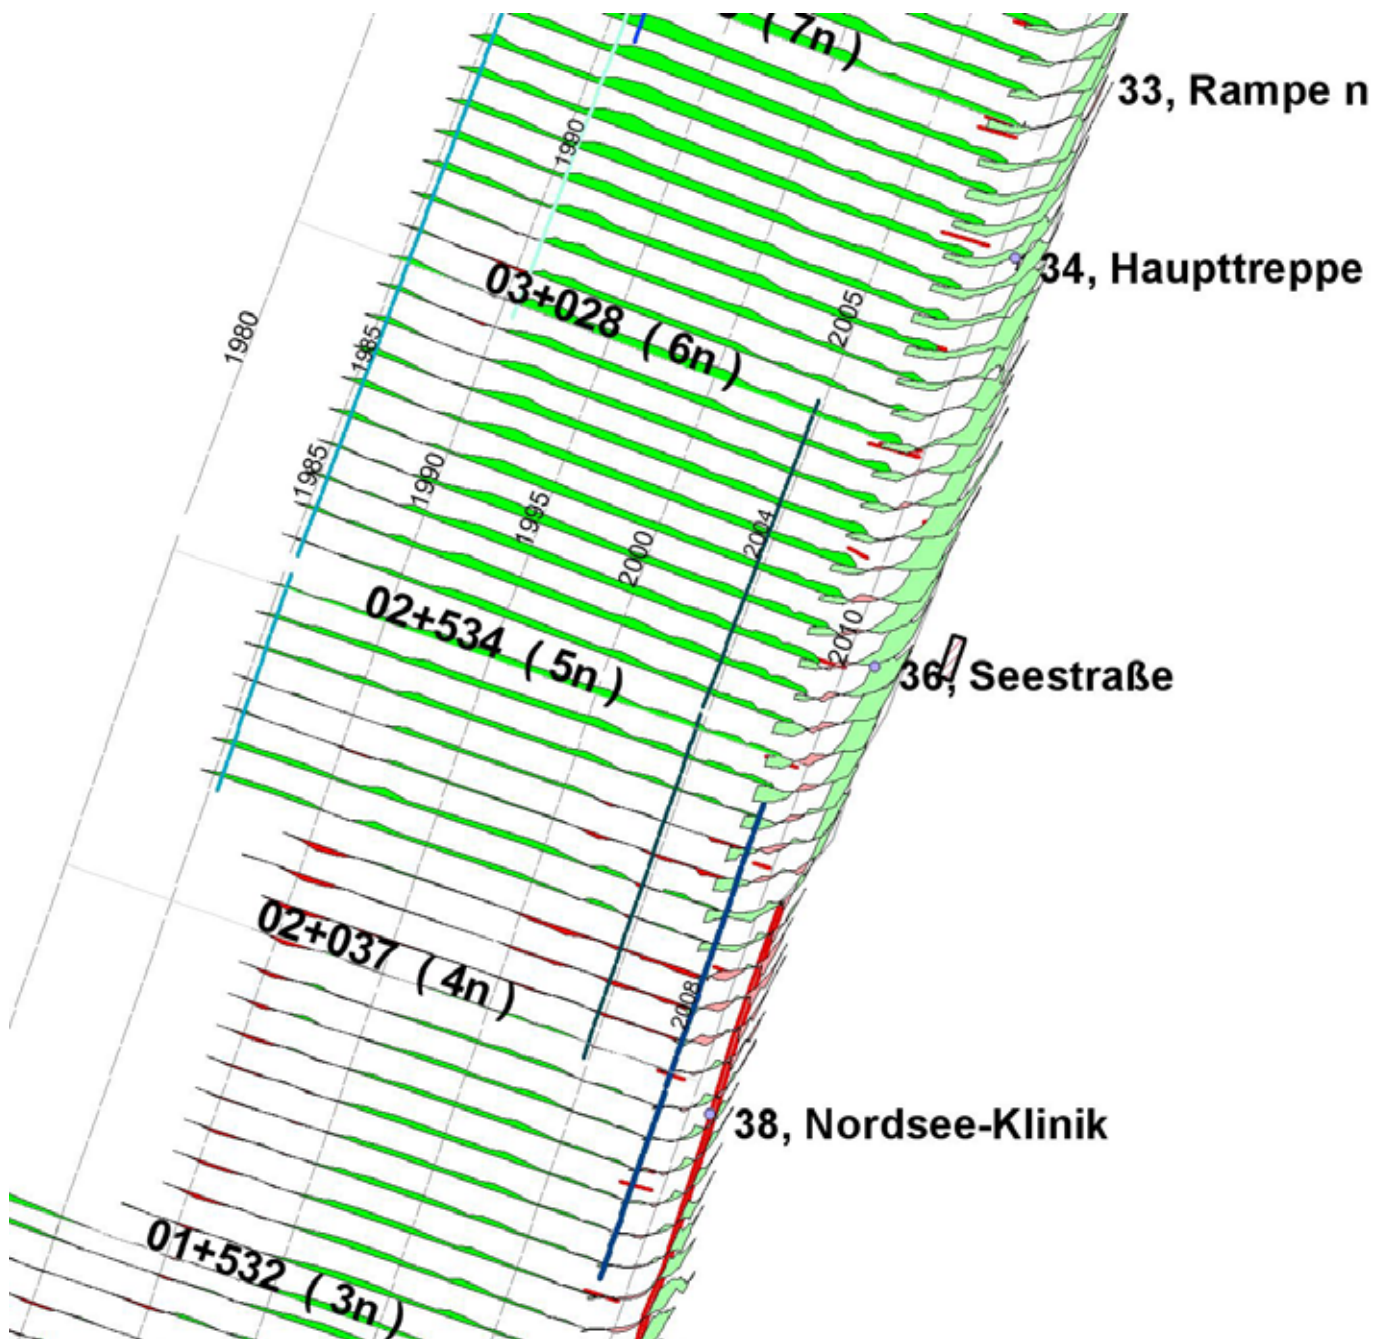 ( 7n )
33, Rampe n
1990
34, Haupttreppe
03+028 ( 6n )
2005
1980
1985
1985
1990
1995
2000
2004
02+534 ( 5n )
2010
36, Seestraße
02+037 ( 4n )
2008
38, Nordsee-Klinik
01+532 ( 3n )